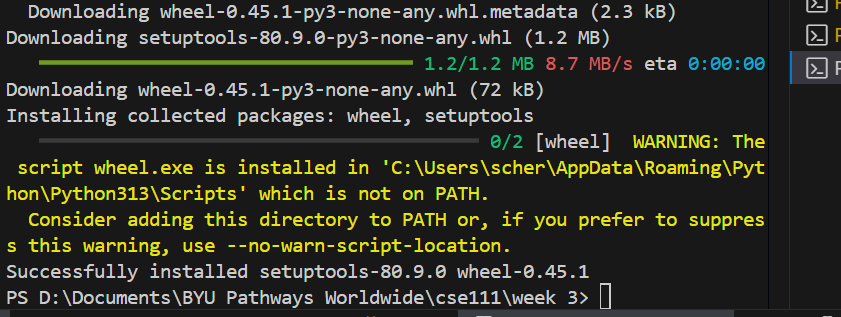 Downloading wheel-0.45.1-py3-none-any.whl.metadata (2.3 kB)
Downloading setuptools-80.9.0-py3-none-any.whl (1.2 MB)
1.2/1.2 MB 8.7 MB/s eta 0:00:00
Downloading wheel-0.45.1-py3-none-any.whl (72 kB)
Installing collected packages: wheel, setuptools
0/2 [wheel]  WARNING: The
script wheel.exe is installed in 'C:\Users\scher\AppData\Roaming\Pyt
hon\Python313\Scripts' which is not on PATH.
Consider adding this directory to PATH or, if you prefer to suppres
s this warning, use --no-warn-script-location.
Successfully installed setuptools-80.9.0 wheel-0.45.1
PS D:\Documents\BYU Pathways Worldwide\cse111\week 3>